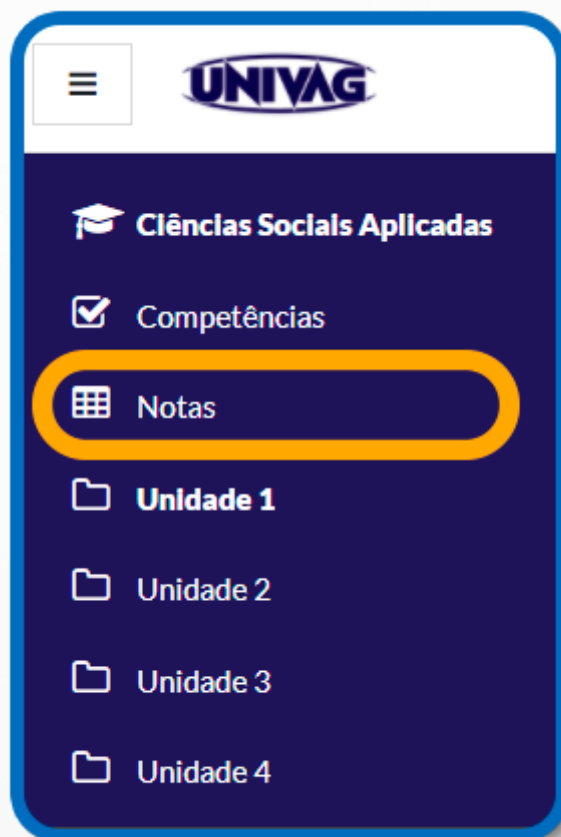 UNIVAG
Ciências Sociais Aplicadas
Competências
Notas
Unidade 1
Unidade 2
Unidade 3
Unidade 4